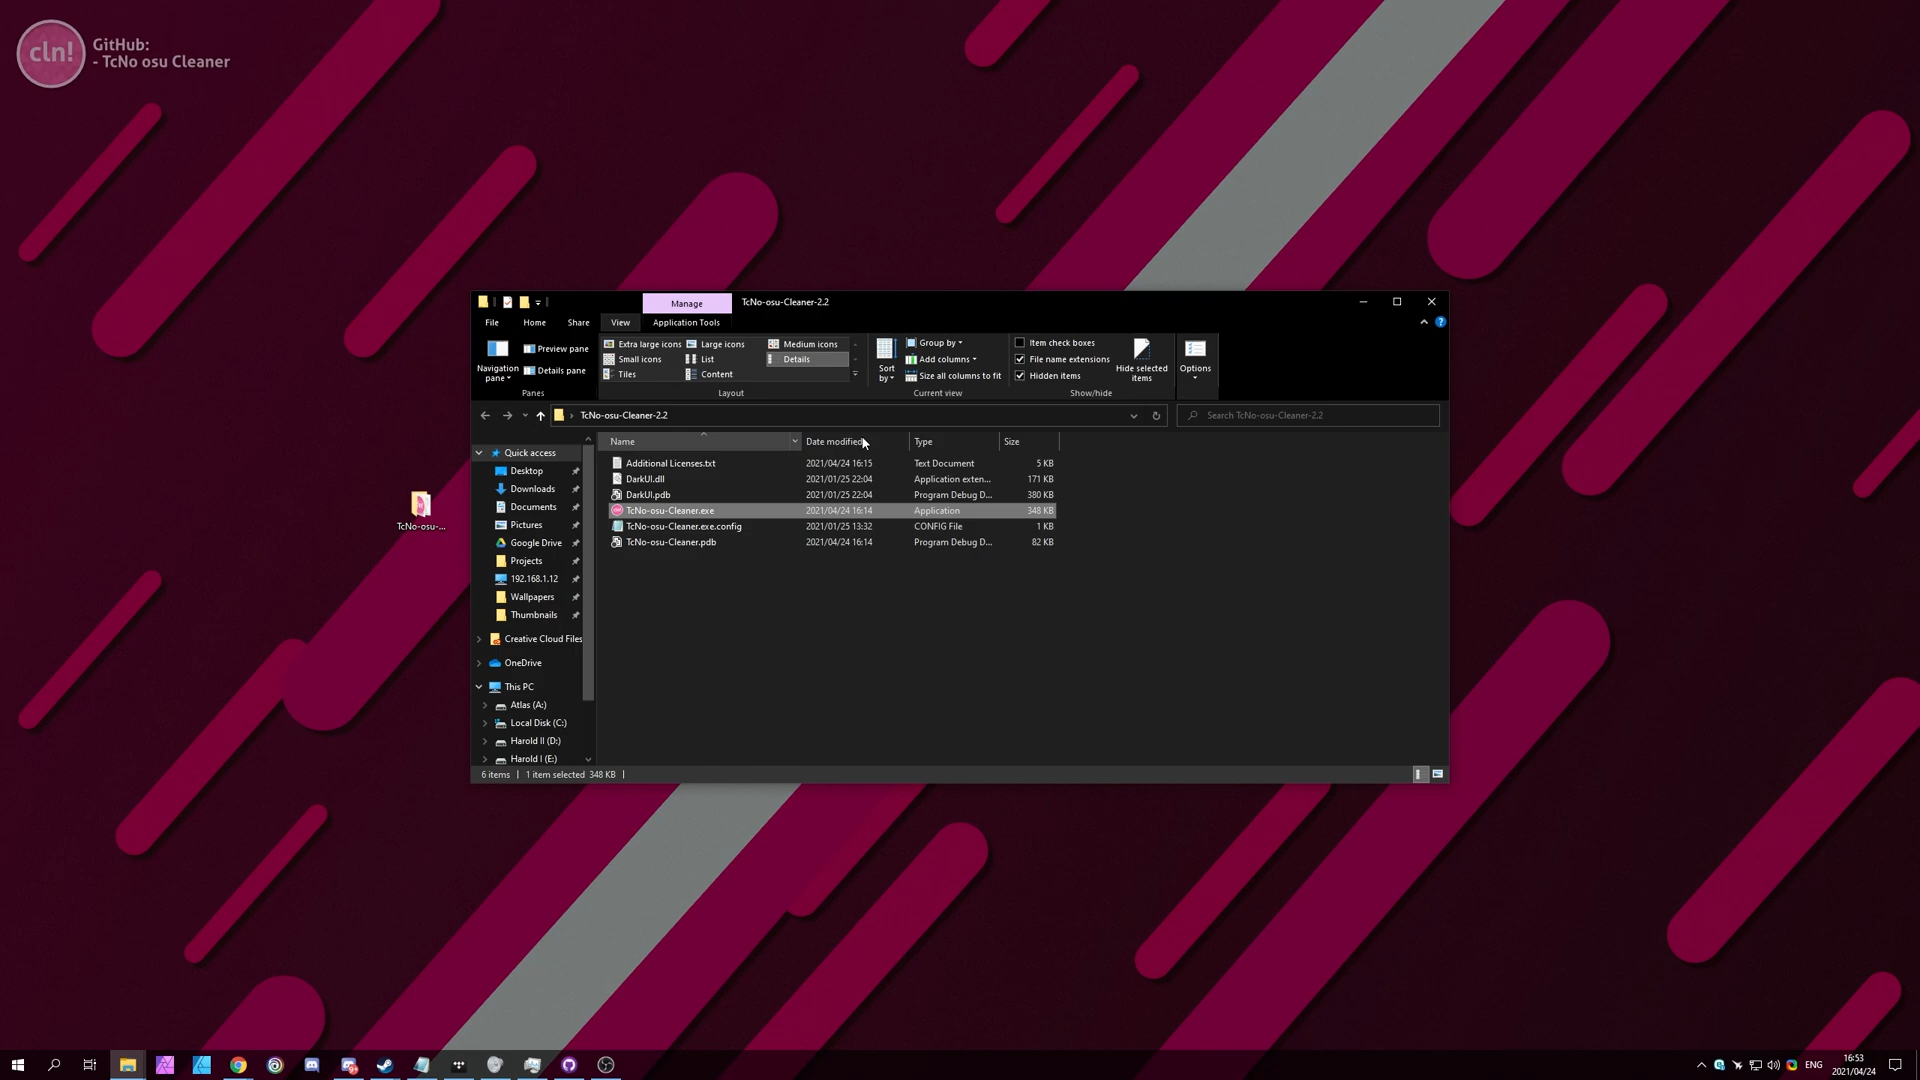 cln!
GitHub:
- TcNo osu Cleaner
Manage
TcNo-osu-Cleaner-2.2
File
Home
Share
View
Application Tools
Navigation
pane
Preview pane
Details pane
Panes
Extra large icons
Large icons
Medium icons
Small icons
List
Details
Tiles
Content
Layout
Sort
by
Group by
Add columns
Size all columns to fit
Current view
Item check boxes
File name extensions
Hidden items
Hide selected
items
Show/hide
Options
TcNo-osu-Cleaner-2.2
Search TcNo-osu-Cleaner-2.2
Name
Date modified
Type
Size
Additional Licenses.txt 2021/04/24 16:15 Text Document 5 KB
DarkUI.dll 2021/01/25 22:04 Application exten... 171 KB
DarkUI.pdb 2021/01/25 22:04 Program Debug D... 380 KB
TcNo-osu-Cleaner.exe 2021/04/24 16:14 Application 348 KB
TcNo-osu-Cleaner.exe.config 2021/01/25 13:32 CONFIG File 1 KB
TcNo-osu-Cleaner.pdb 2021/04/24 16:14 Program Debug D... 82 KB
Quick access
Desktop
Downloads
Documents
Pictures
Google Drive
Projects
192.168.1.12
Wallpapers
Thumbnails
Creative Cloud Files
OneDrive
This PC
Atlas (A:)
Local Disk (C:)
Harold II (D:)
Harold I (E:)
6 items
1 item selected 348 KB
TcNo-osu-...
ENG
16:53
2021/04/24